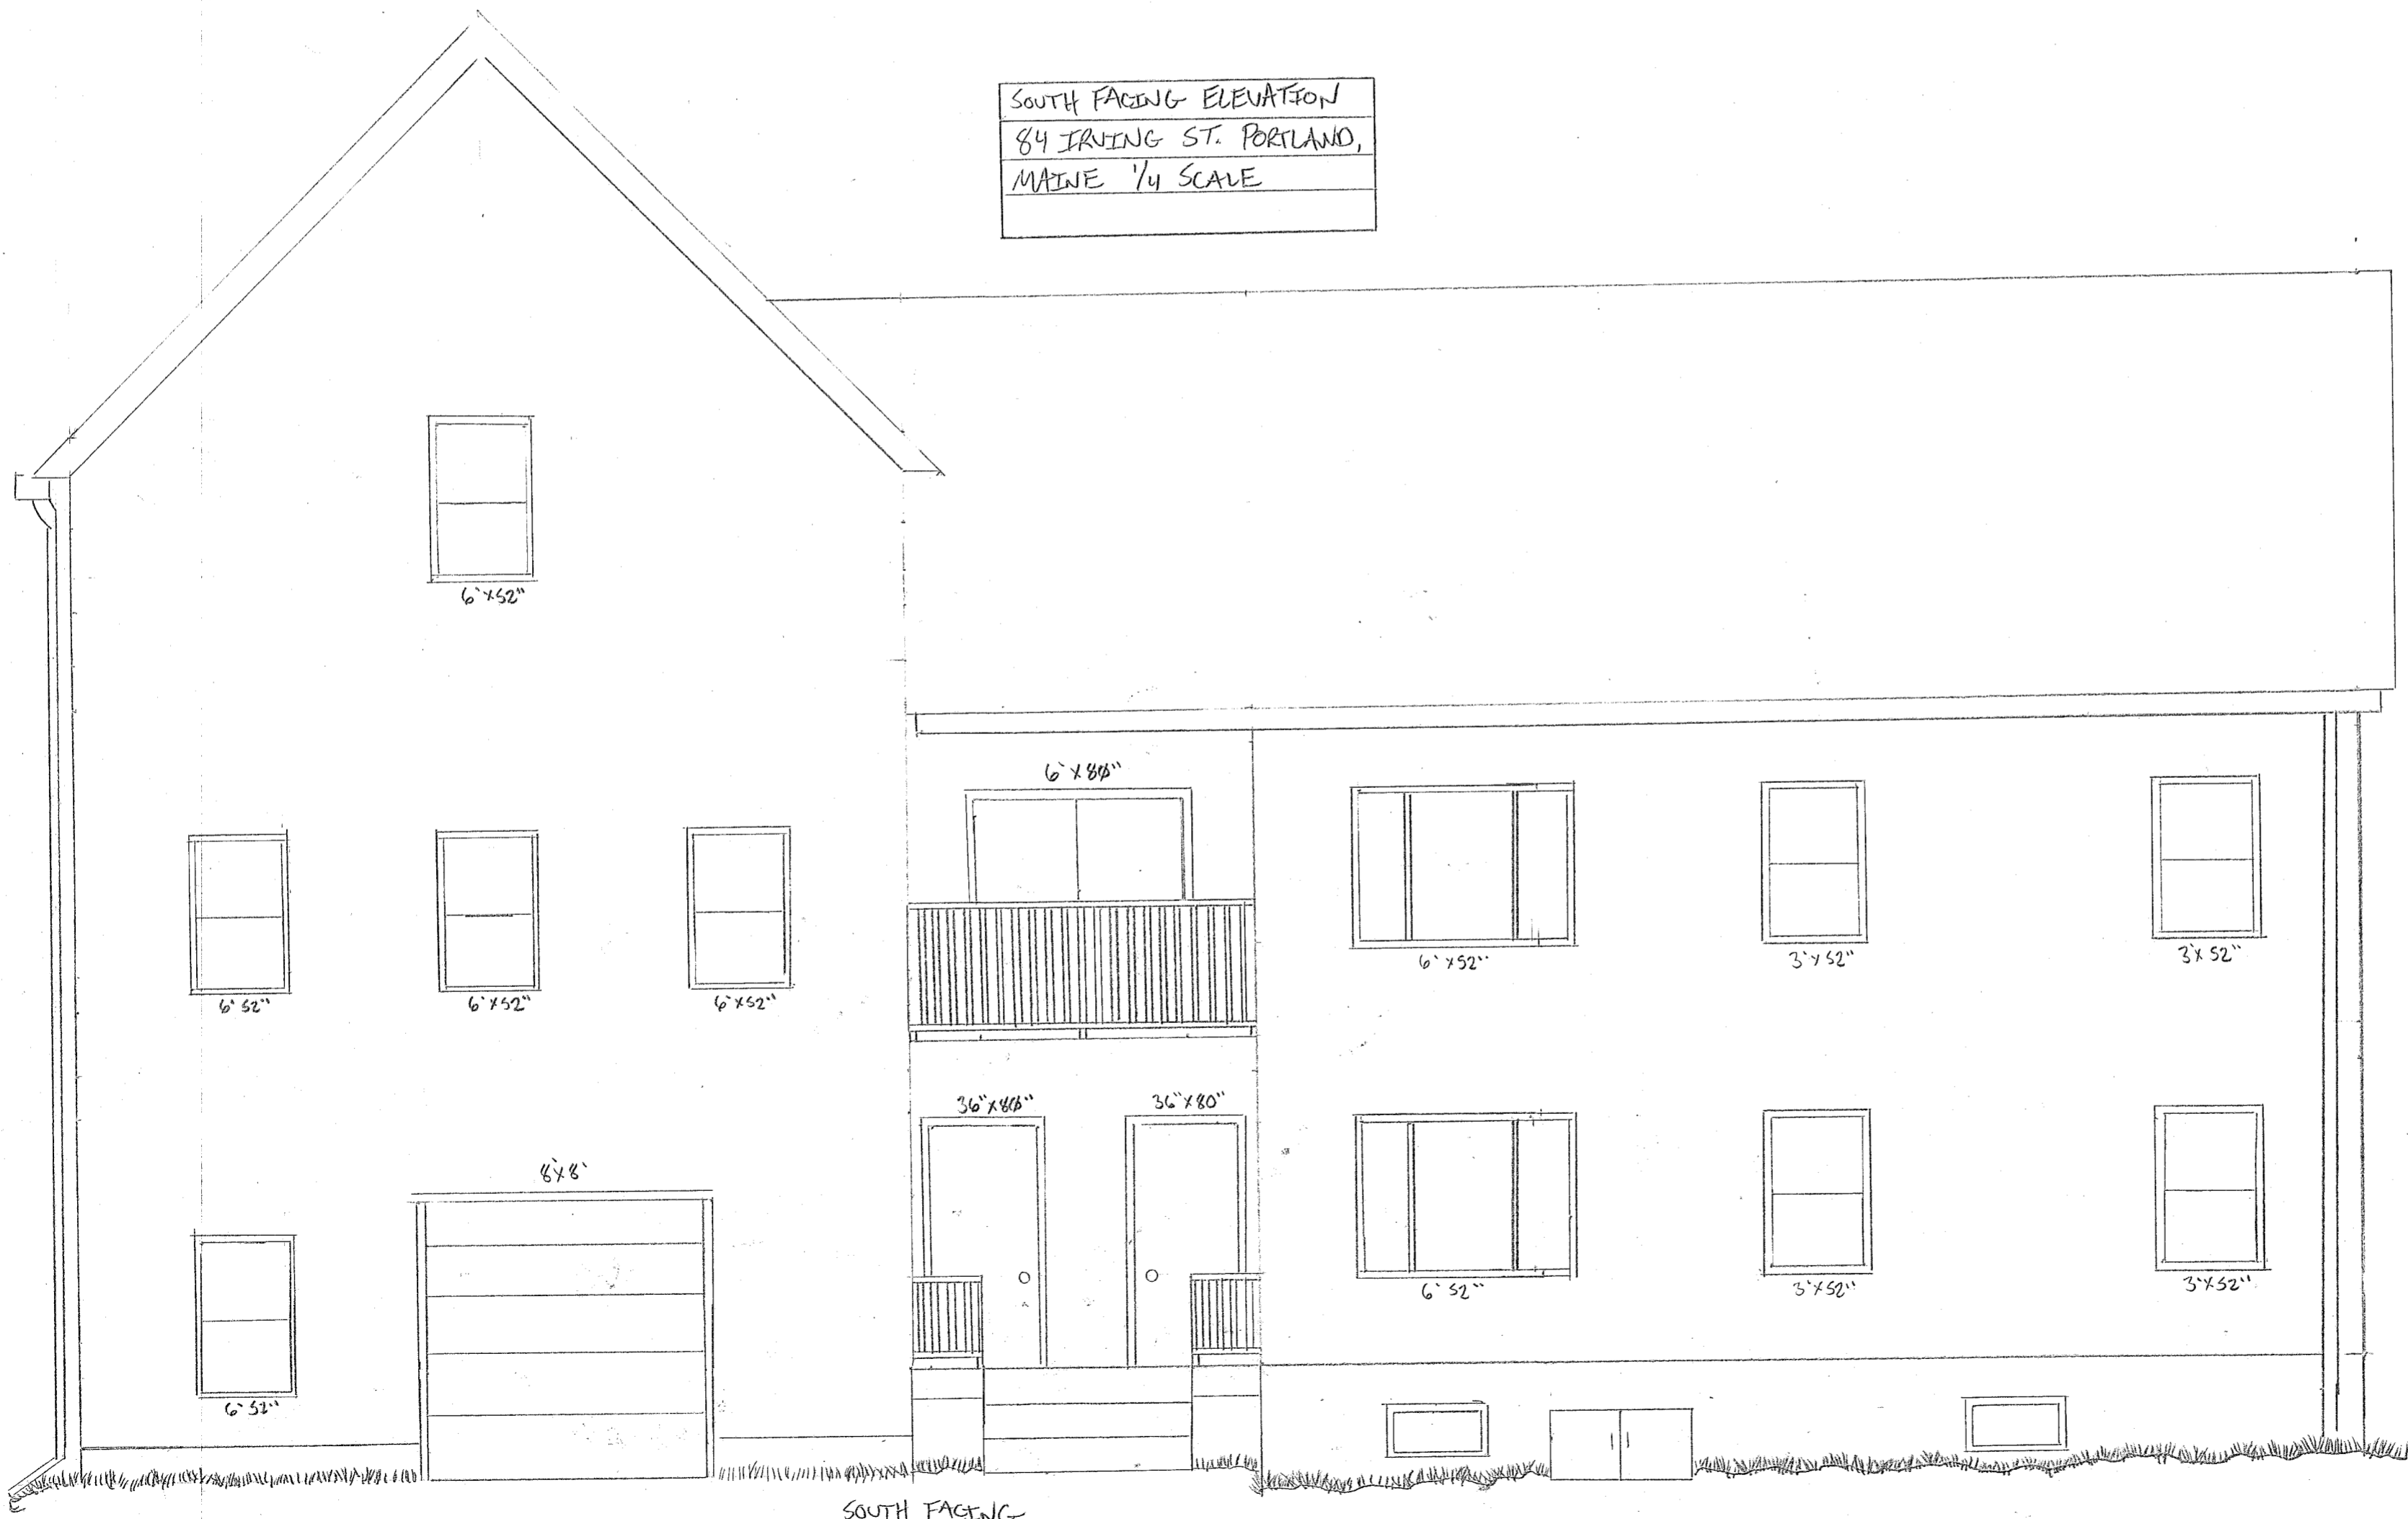 SOUTH FACING ELEVATION
84 IRVING ST. PORTLAND,
MAINE 1/4 SCALE
6'X52"
6'X80"
6'52"
6'X52"
6'X52"
6'X52"
3'X52"
3'X52"
36"X80"
36"X80"
8'X8'
6'52"
6'52"
3'X52"
3'X52"
SOUTH FACING